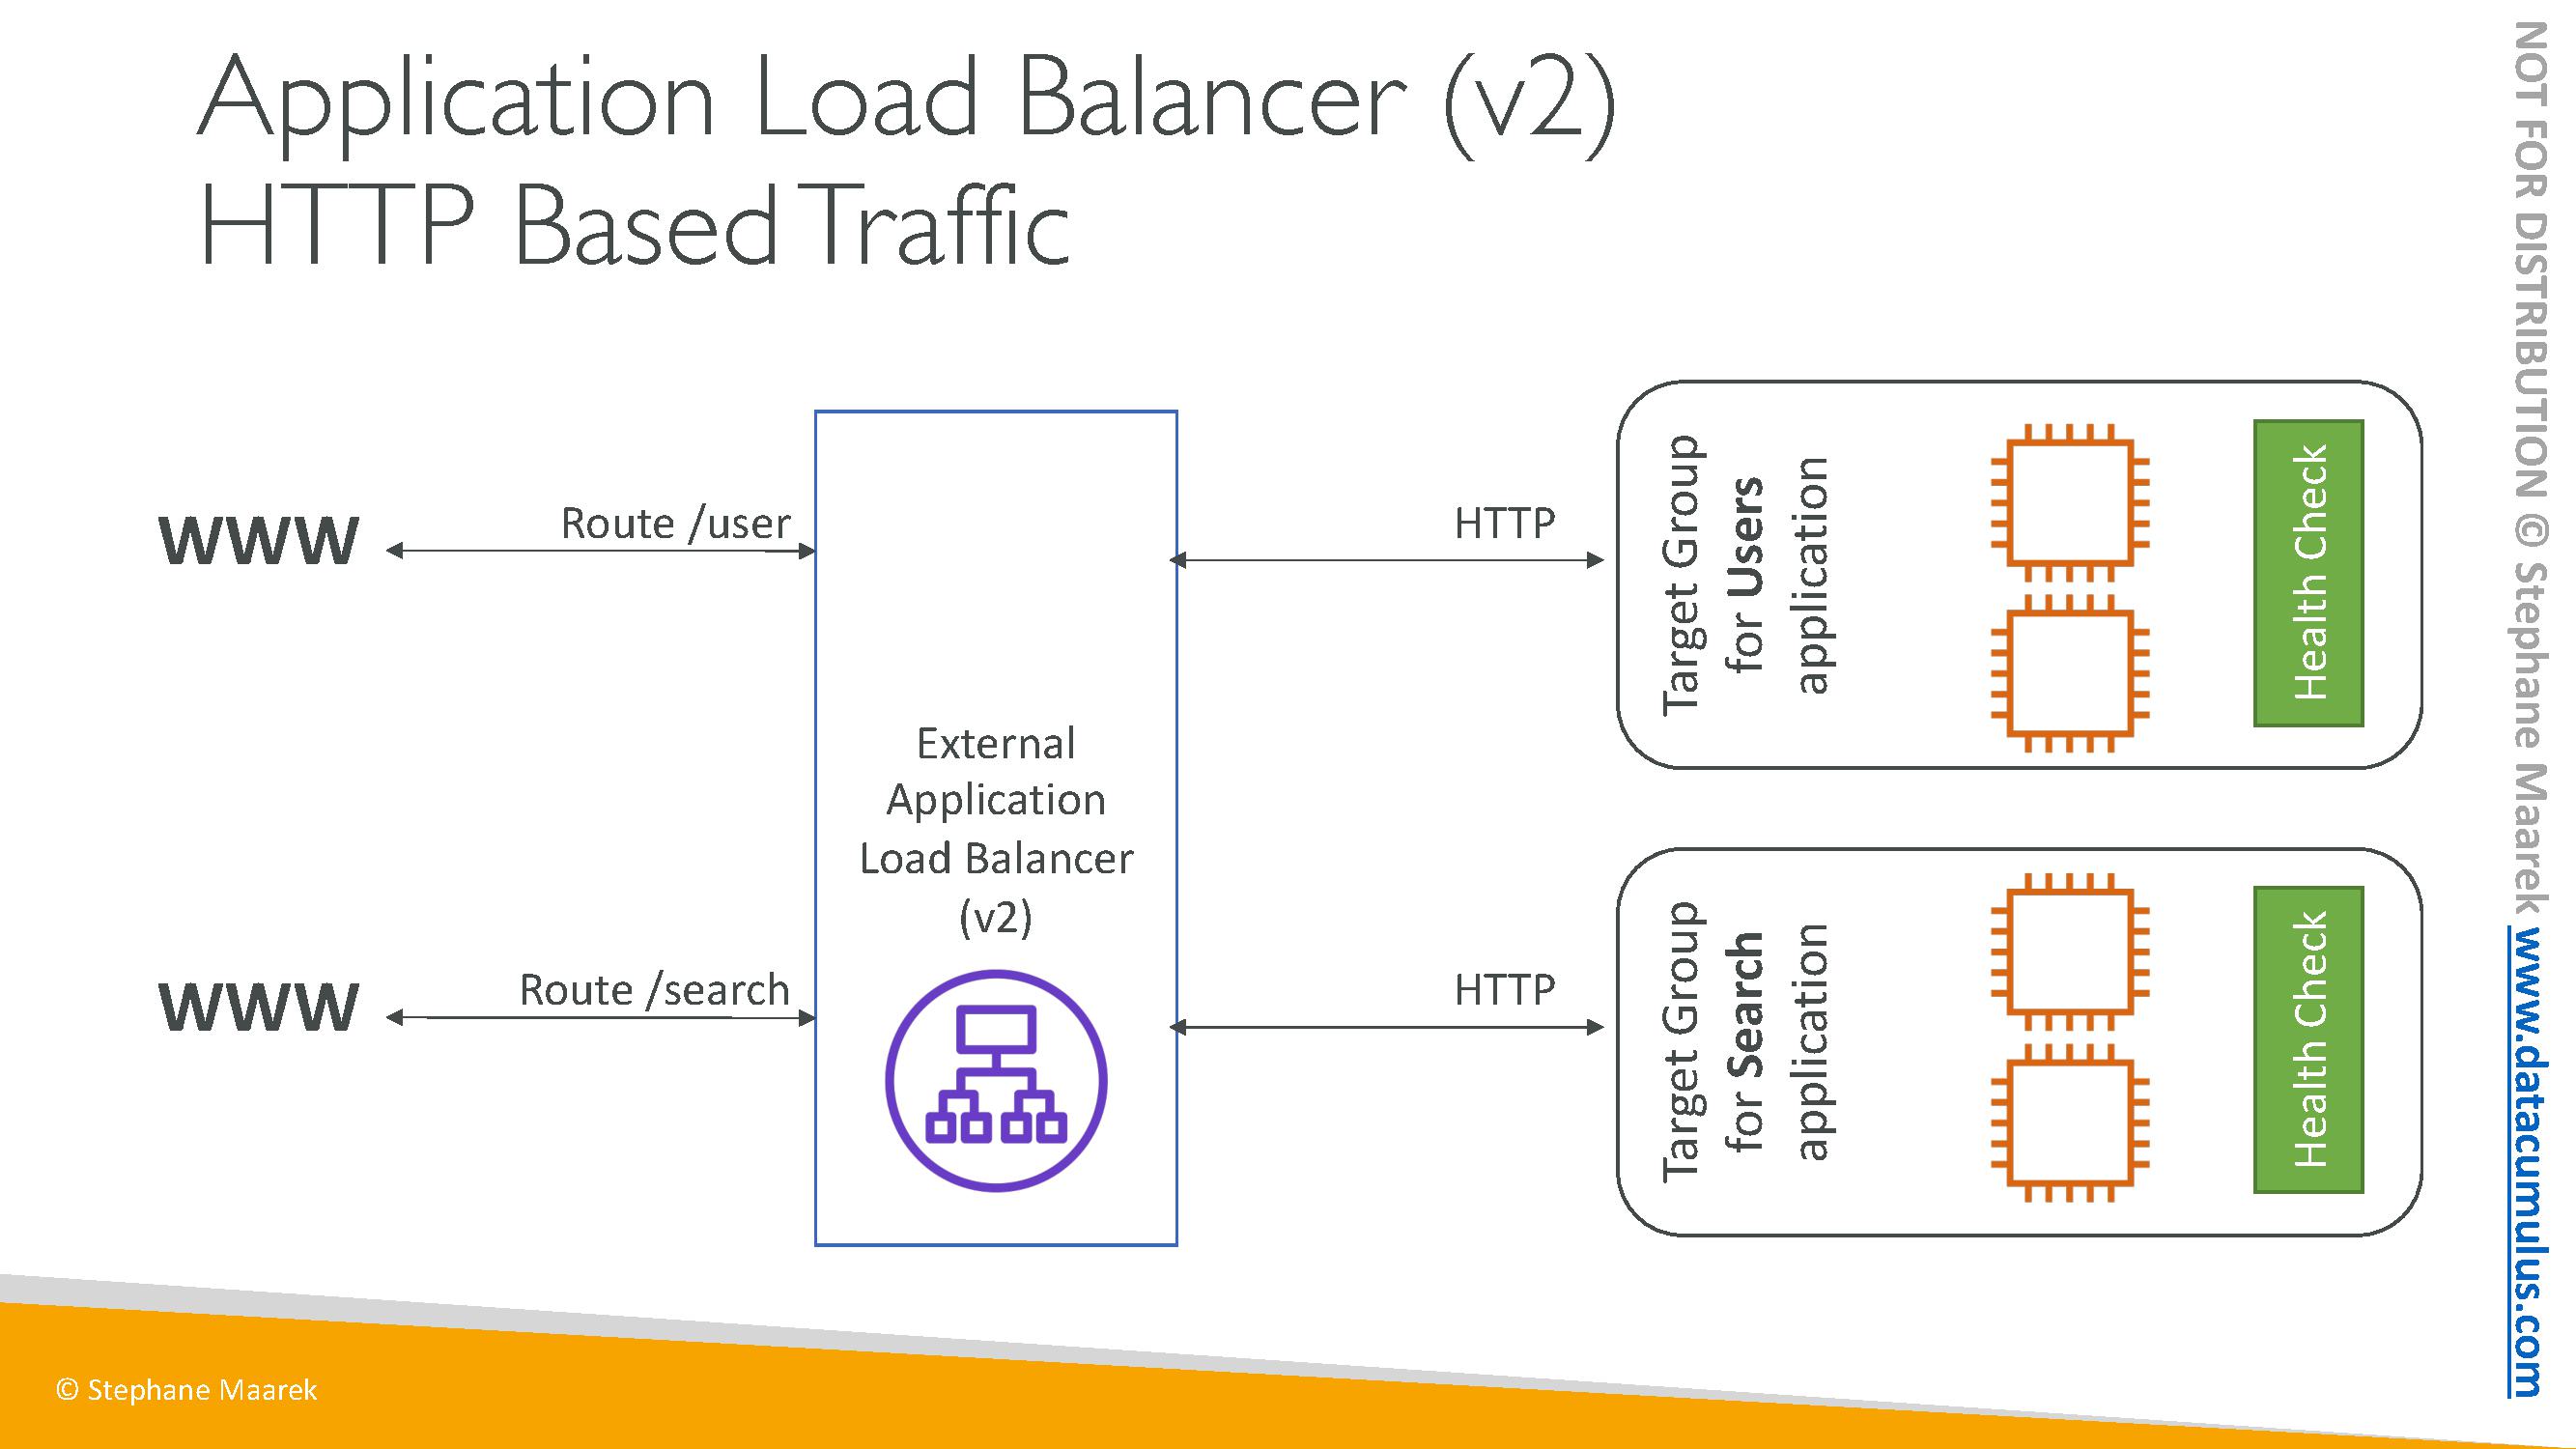 Application Load Balancer (v2)
HTTP Based Traffic
WWW
Route /user
HTTP
Target Group
for Users
application
Health Check
External
Application
Load Balancer
(v2)
WWW
Route /search
HTTP
Target Group
for Search
application
Health Check
© Stephane Maarek
NOT FOR DISTRIBUTION © Stephane Maarek www.datacumulus.com